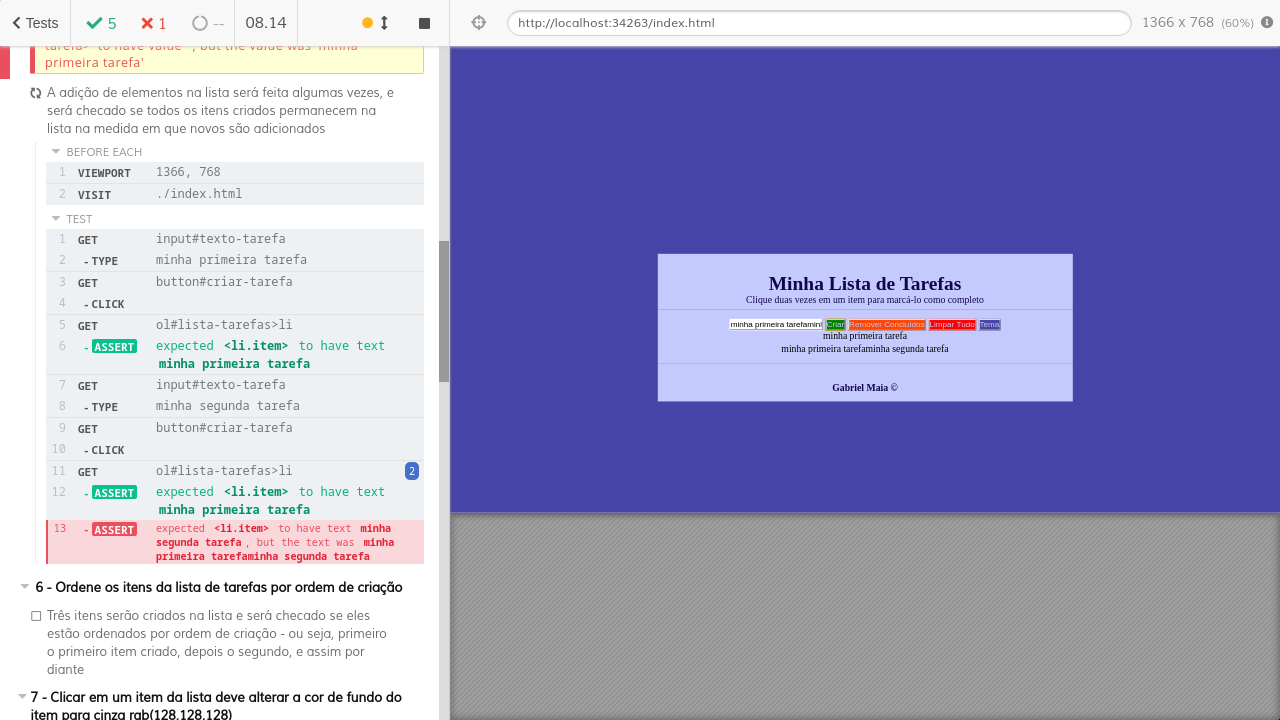 Tests 5 1 -- 08.14
http://localhost:34263/index.html 1366 x 768 (60%)
tarefa> to have value '', but the value was 'minha
primeira tarefa'
A adição de elementos na lista será feita algumas vezes, e
será checado se todos os itens criados permanecem na
lista na medida em que novos são adicionados
BEFORE EACH
1 VIEWPORT 1366, 768
2 VISIT ./index.html
TEST
1 GET input#texto-tarefa
2 -TYPE minha primeira tarefa
3 GET button#criar-tarefa
4 -CLICK
5 GET ol#lista-tarefas>li
6 -ASSERT expected <li.item> to have text
minha primeira tarefa
7 GET input#texto-tarefa
8 -TYPE minha segunda tarefa
9 GET button#criar-tarefa
10 -CLICK
11 GET ol#lista-tarefas>li 2
12 -ASSERT expected <li.item> to have text
minha primeira tarefa
13 -ASSERT expected <li.item> to have text minha
segunda tarefa, but the text was minha
primeira tarefaminha segunda tarefa
6 - Ordene os itens da lista de tarefas por ordem de criação
Três itens serão criados na lista e será checado se eles
estão ordenados por ordem de criação - ou seja, primeiro
o primeiro item criado, depois o segundo, e assim por
diante
7 - Clicar em um item da lista deve alterar a cor de fundo do
item para cinza rgb(128,128,128)
Minha Lista de Tarefas
Clique duas vezes em um item para marcá-lo como completo
minha primeira tarefamin Criar Remover Concluídos Limpar Tudo Tema
minha primeira tarefa
minha primeira tarefaminha segunda tarefa
Gabriel Maia ©